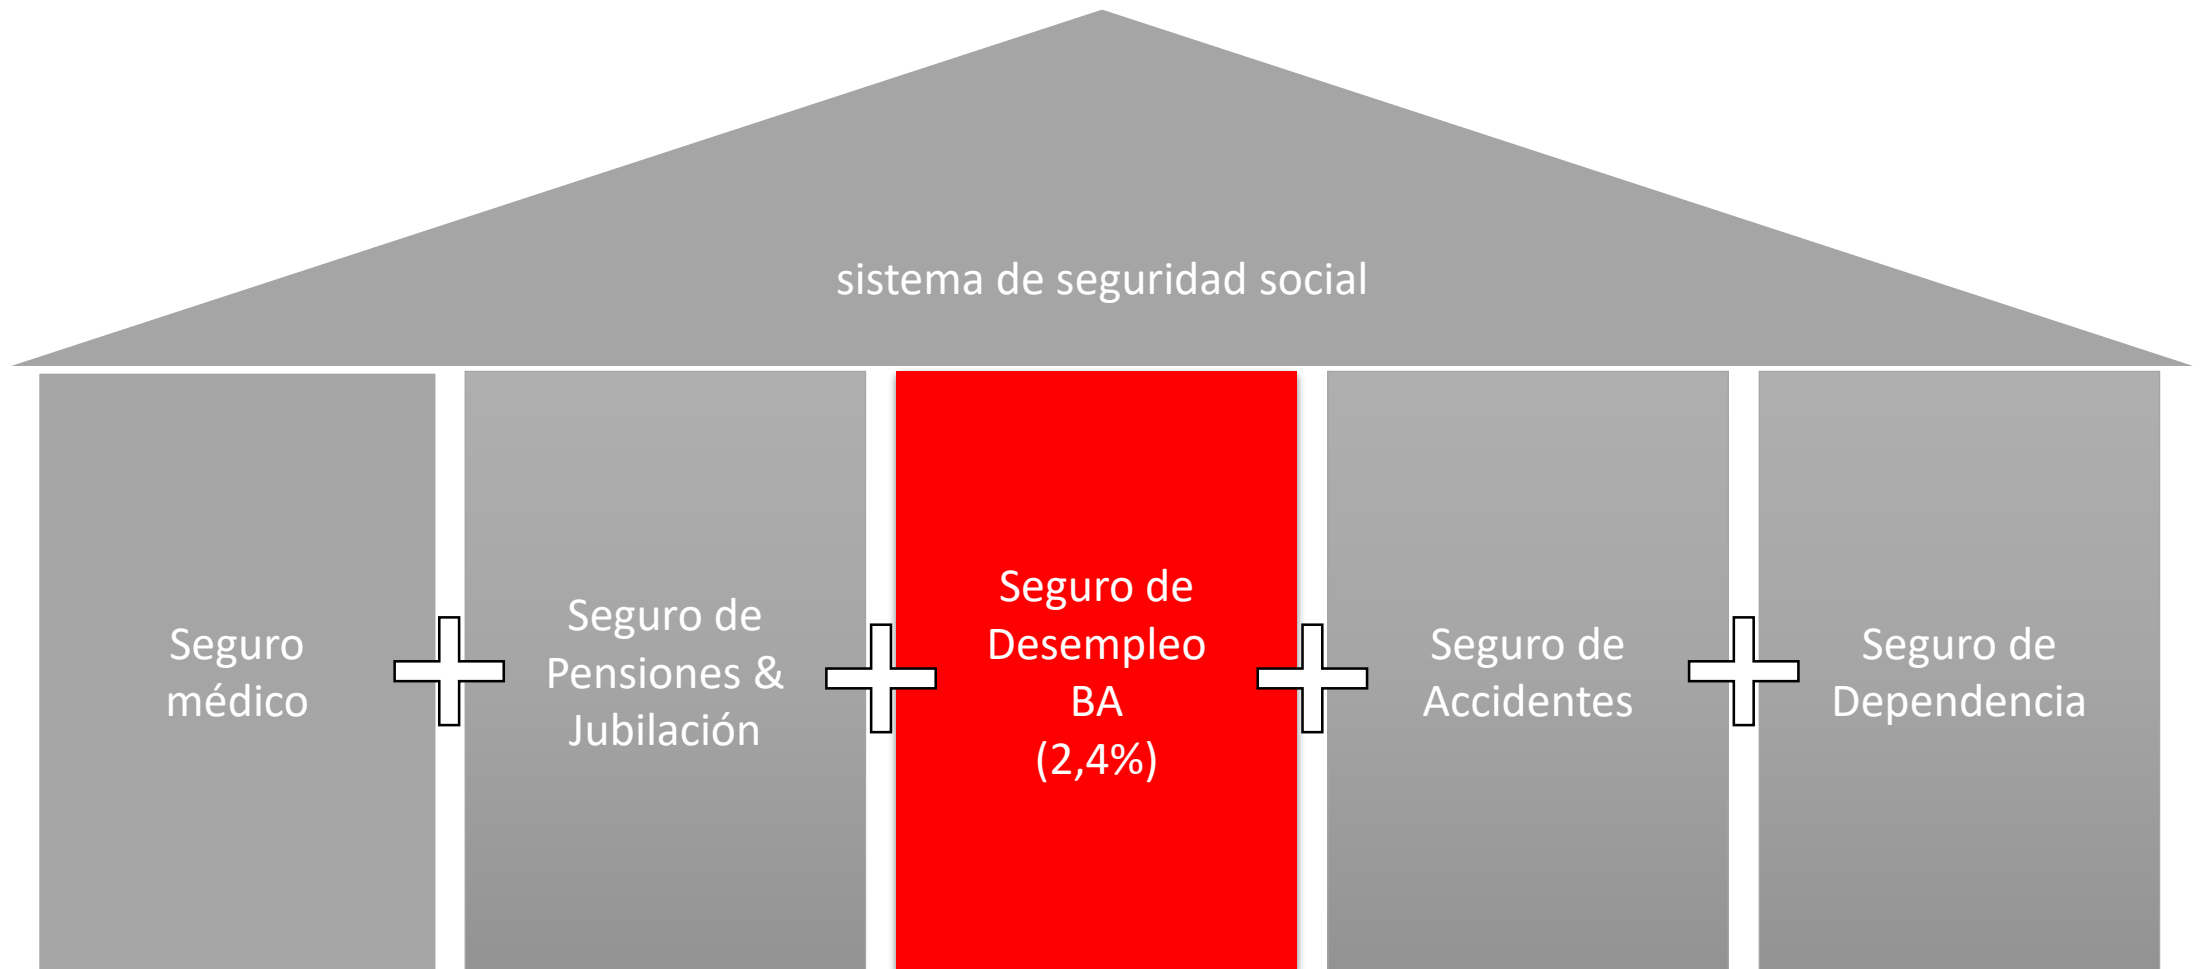 sistema de seguridad social
Seguro
médico
Seguro de
Pensiones &
Jubilación
Seguro de
Desempleo
BA
(2,4%)
Seguro de
Accidentes
Seguro de
Dependencia